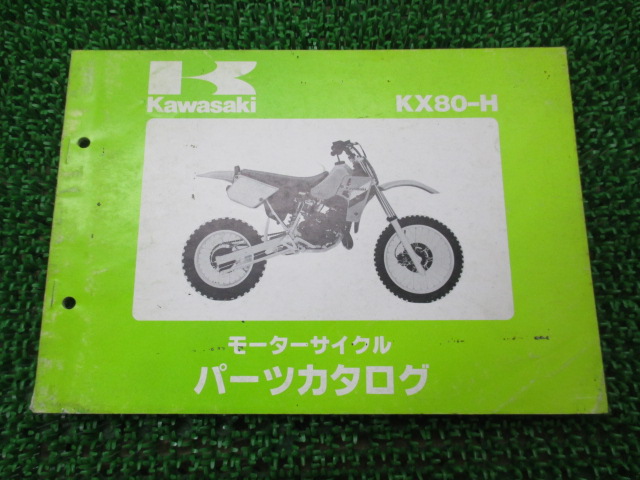 Kawasaki
KX80-H
モーターサイクル
パーツカタログ